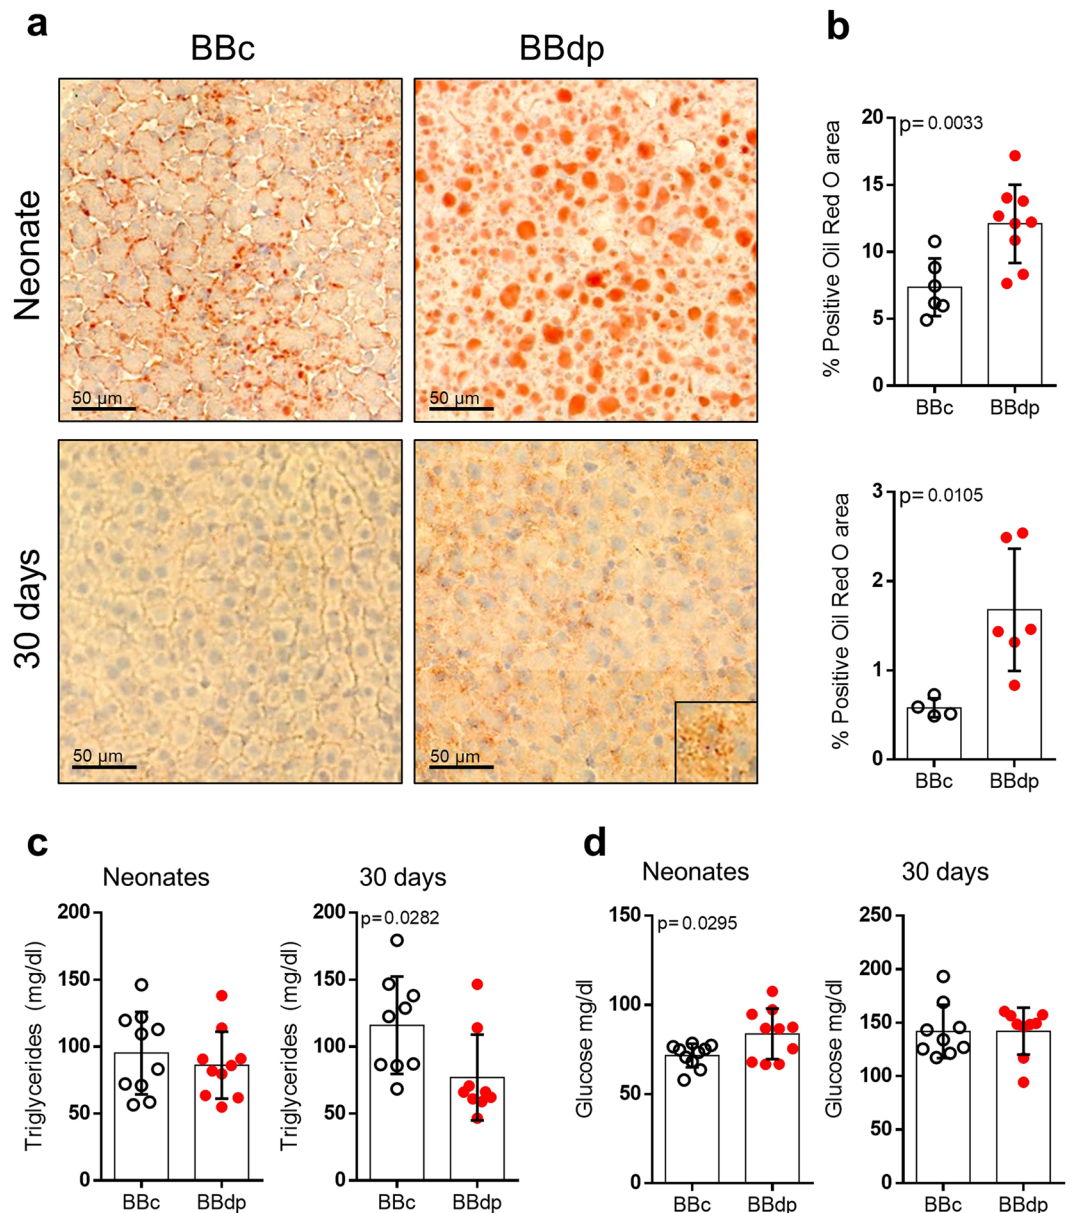 a
BBc
BBdp
Neonate
50 µm
50 µm
30 days
50 µm
50 µm
b
% Positive Oil Red O area
20
15
10
5
0
p= 0.0033
BBc
BBdp
% Positive Oil Red O area
3
2
1
0
p= 0.0105
BBc
BBdp
c
Neonates
Triglycerides (mg/dl)
200
150
100
50
0
BBc
BBdp
30 days
Triglycerides (mg/dl)
200
150
100
50
0
p=0.0282
BBc
BBdp
d
Neonates
Glucose mg/dl
150
100
50
0
p=0.0295
BBc
BBdp
30 days
Glucose mg/dl
250
200
150
100
50
0
BBc
BBdp